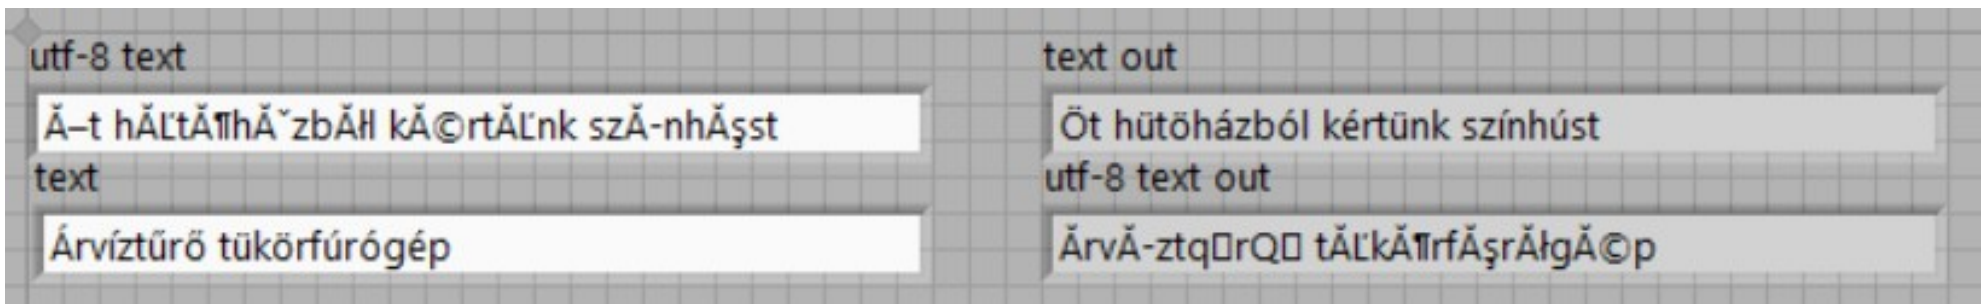 utf-8 text
Ă–t hĂĽtĂ¶hĂˇzbĂłl kĂ©rtĂĽnk szĂ-nhĂşst
text
Árvíztűrő tükörfúrógép
text out
Öt hütöházból kértünk színhúst
utf-8 text out
ĂrvĂ-ztq□rQ□ tĂĽkĂ¶rfĂşrĂłgĂ©p